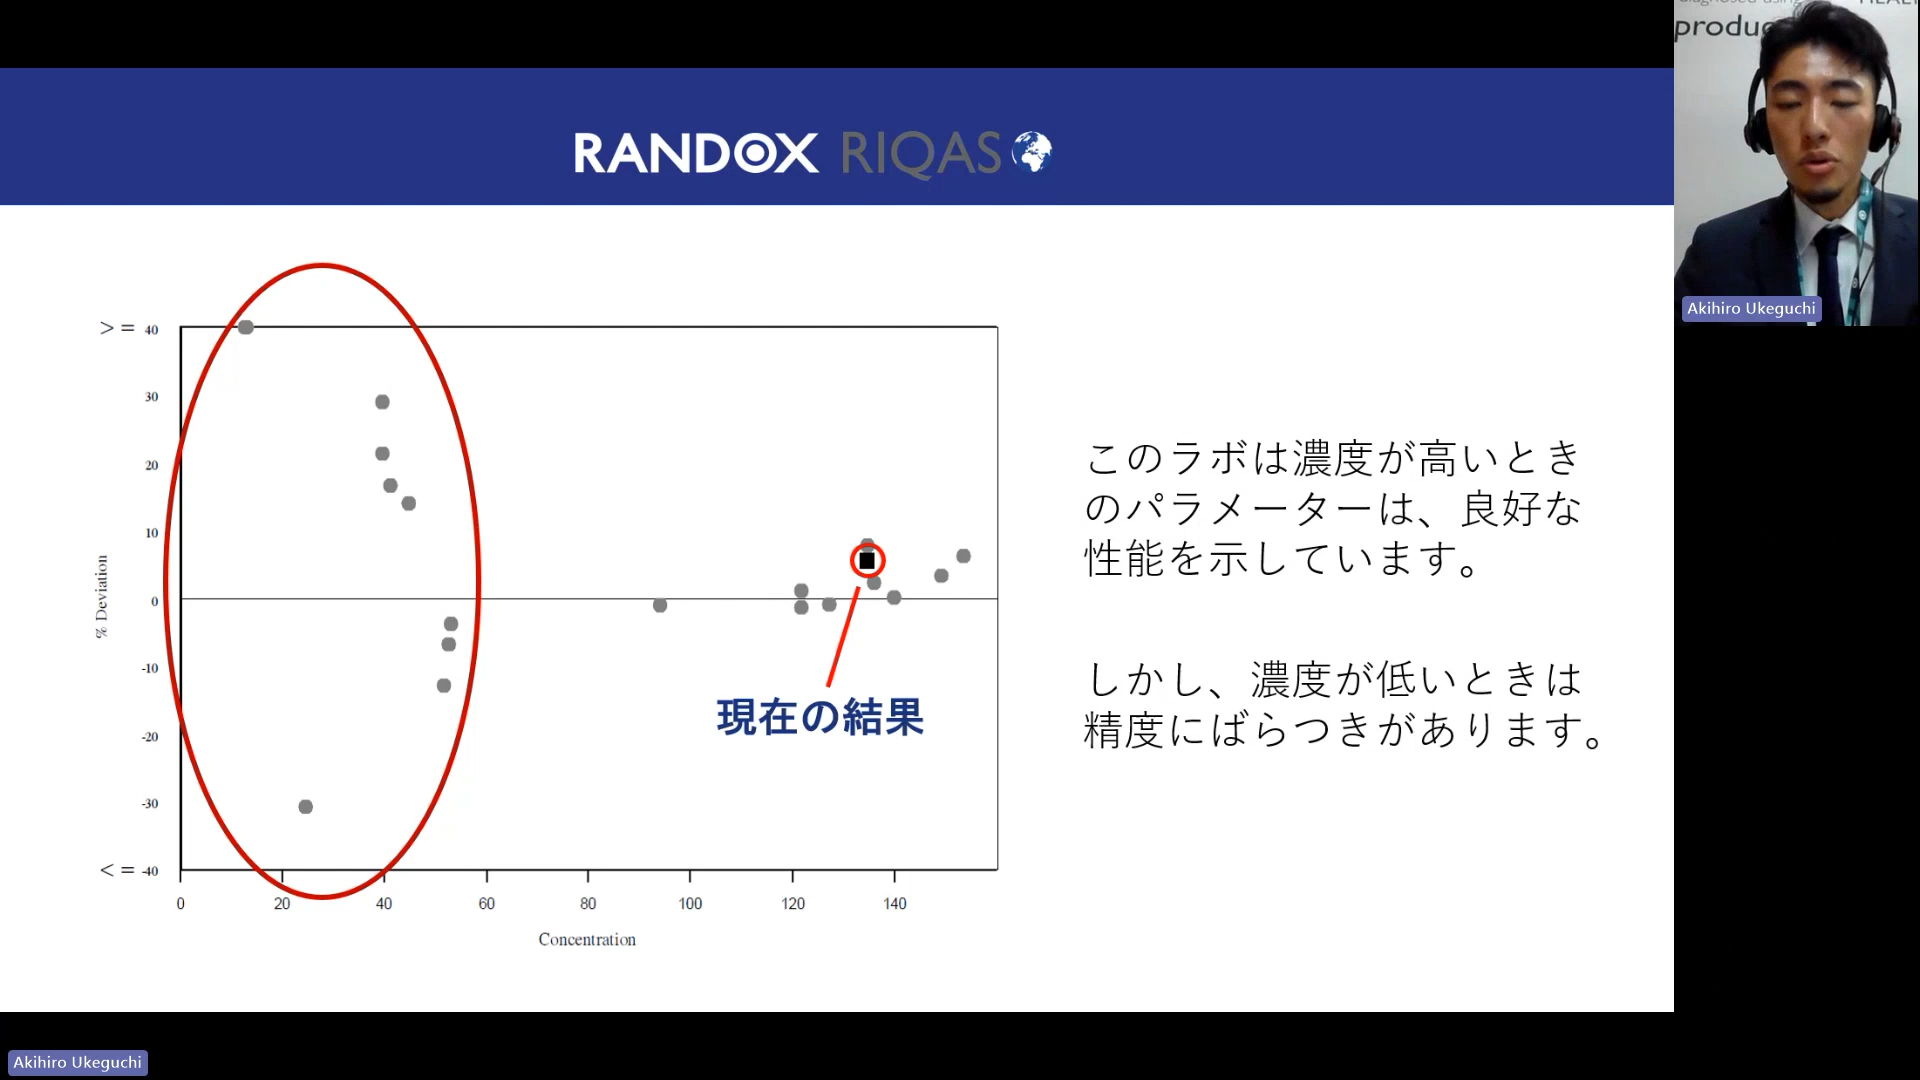 diagnosed using
HEALT
produc
RANDOX RIQAS
>= 40
30
20
10
0
-10
-20
-30
<= -40
% Deviation
0 20 40 60 80 100 120 140
Concentration
現在の結果
このラボは濃度が高いとき
のパラメーターは、良好な
性能を示しています。
しかし、濃度が低いときは
精度にばらつきがあります。
Akihiro Ukeguchi
Akihiro Ukeguchi